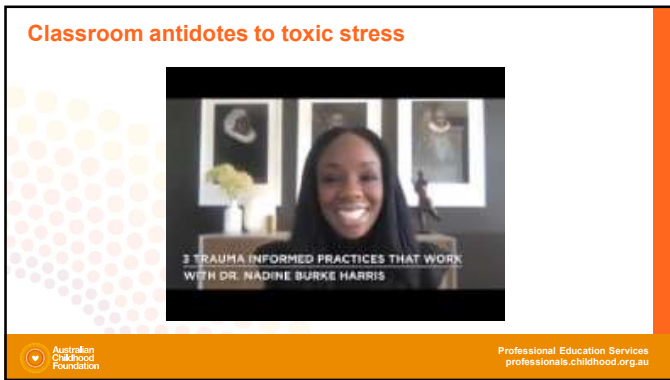 Classroom antidotes to toxic stress
3 TRAUMA INFORMED PRACTICES THAT WORK
WITH DR. NADINE BURKE HARRIS
Australian
Childhood
Foundation
Professional Education Services
professionals.childhood.org.au